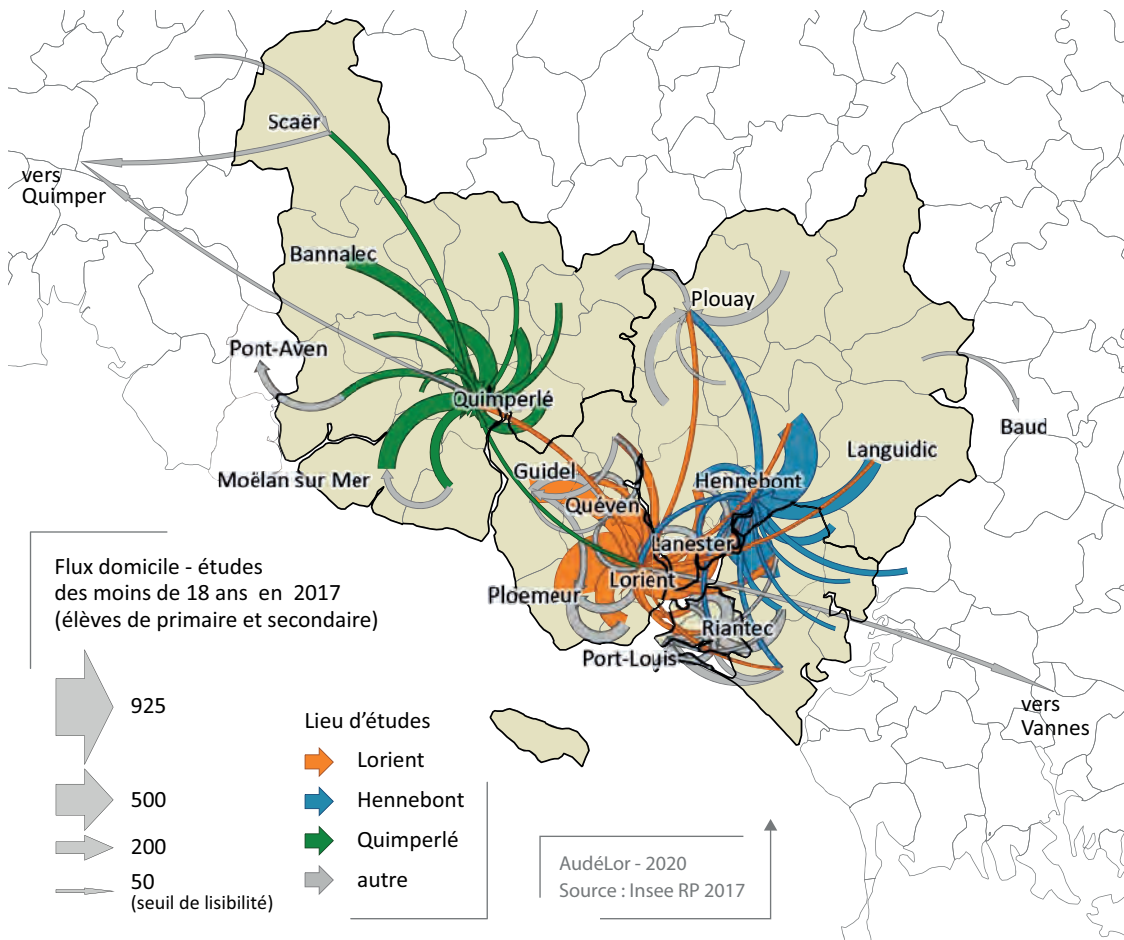 Scaër
vers
Quimper
Bannalec
Plouay
Pont-Aven
Quimperlé
Baud
Languidic
Moëlan sur Mer
Guidel
Hennebont
Quéven
Lanester
Lorient
Ploemeur
Riantec
Port-Louis
vers
Vannes
Flux domicile - études
des moins de 18 ans en 2017
(élèves de primaire et secondaire)
925
500
200
50
(seuil de lisibilité)
Lieu d'études
Lorient
Hennebont
Quimperlé
autre
AudéLor - 2020
Source : Insee RP 2017